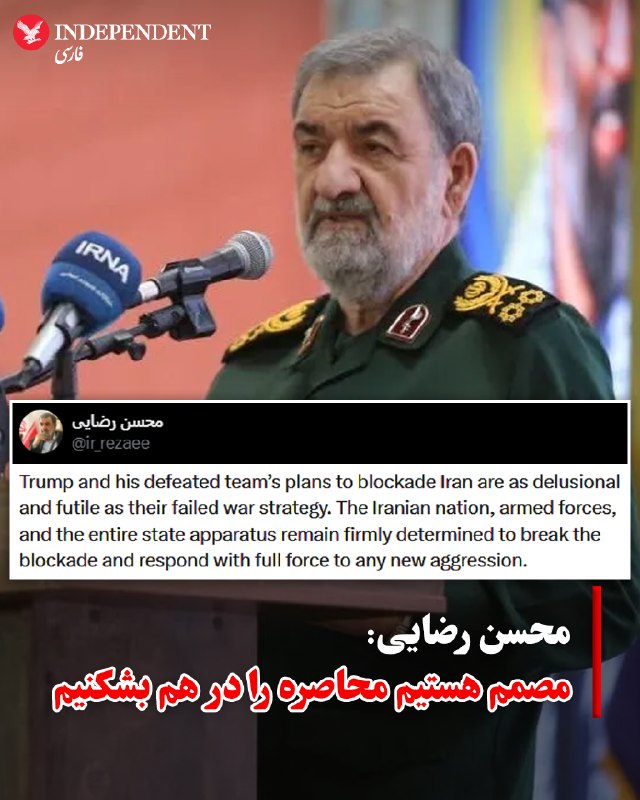 INDEPENDENT
فارسی
IRNA
محسن رضایی
@ir_rezaee
Trump and his defeated team's plans to blockade Iran are as delusional
and futile as their failed war strategy. The Iranian nation, armed forces,
and the entire state apparatus remain firmly determined to break the
blockade and respond with full force to any new aggression.
محسن رضایی:
مصمم هستیم محاصره را در هم بشکنیم